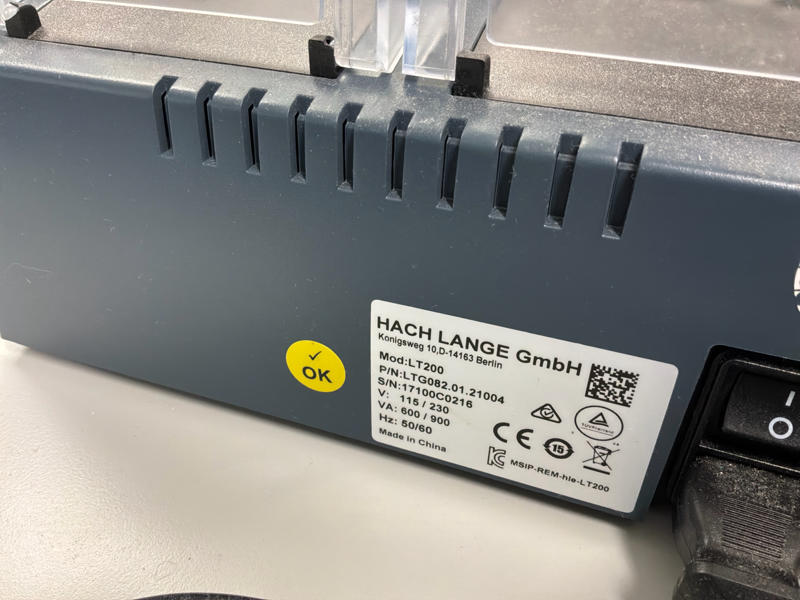 HACH LANGE GmbH
Konigsweg 10,D-14163 Berlin
Mod:LT200
P/N:LTG082.01.21004
S/N:17100C0216
V: 115 / 230
VA: 600 / 900
Hz: 50/60
Made in China
15
MSIP-REM-hle-LT200
OK